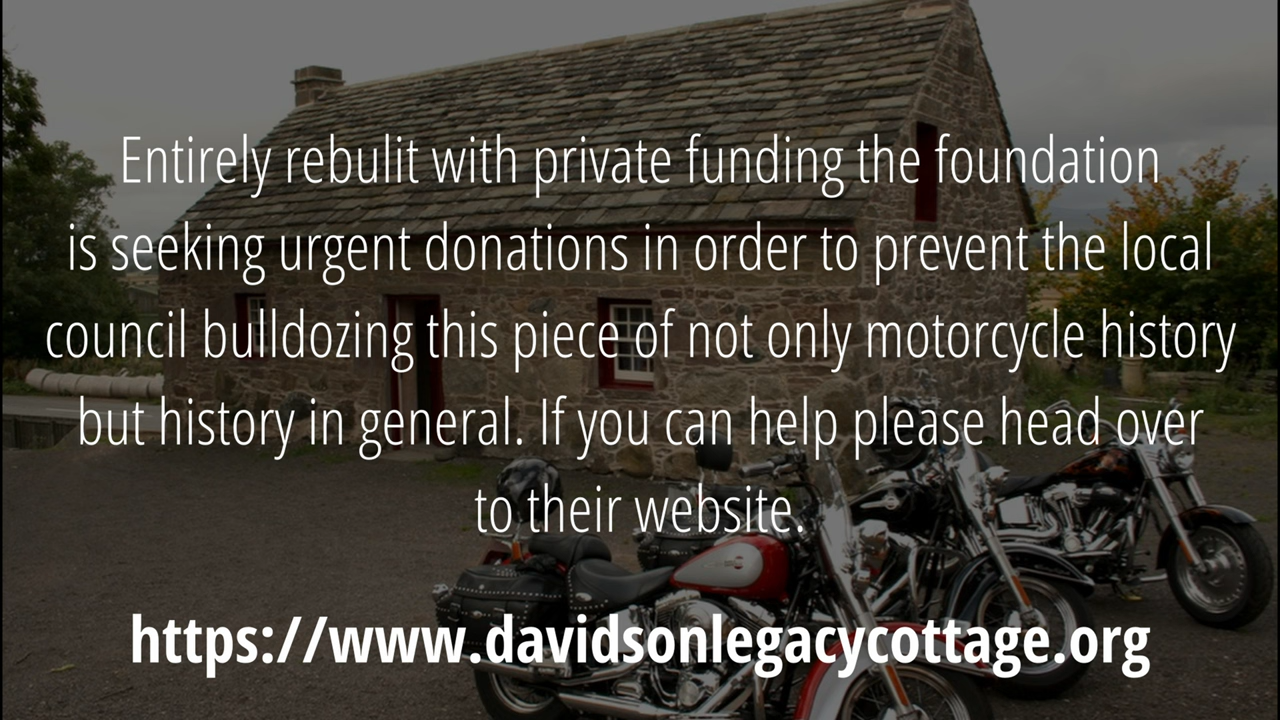 Entirely rebulit with private funding the foundation
is seeking urgent donations in order to prevent the local
council bulldozing this piece of not only motorcycle history
but history in general. If you can help please head over
to their website.
https://www.davidsonlegacycottage.org